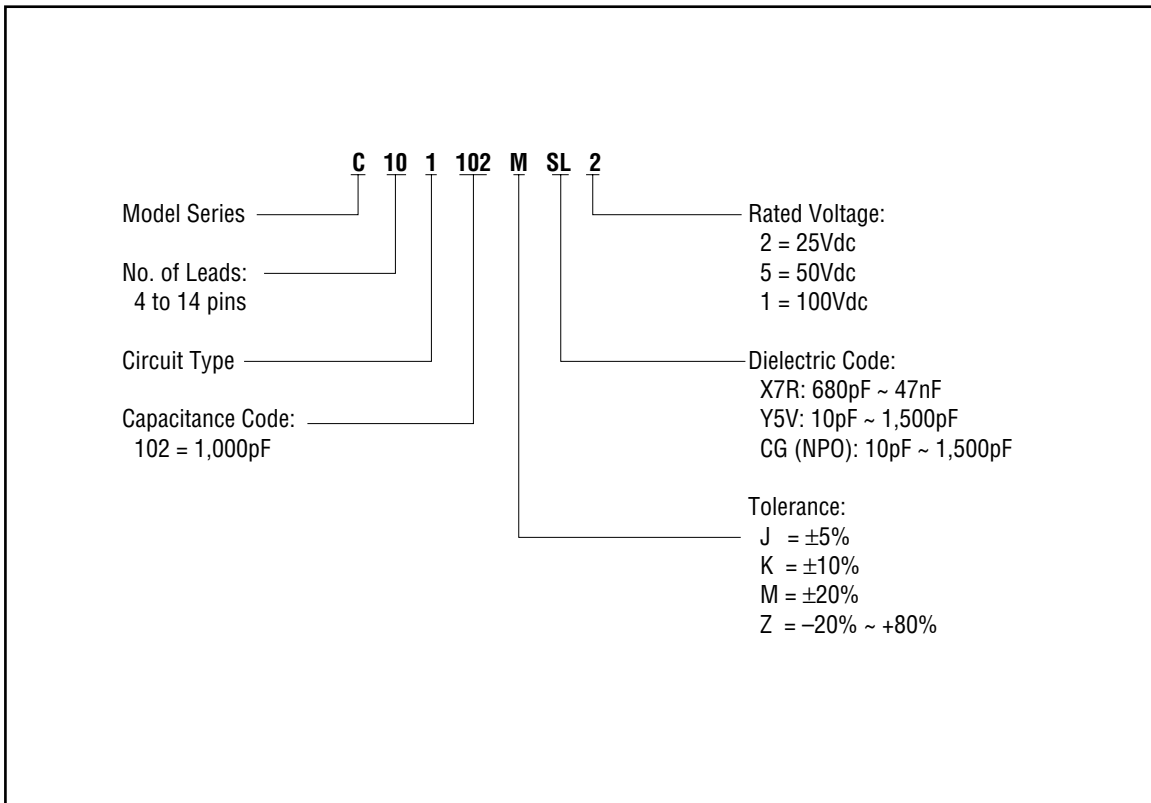 C 10 1 102 M SL 2
Model Series
No. of Leads:
4 to 14 pins
Circuit Type
Capacitance Code:
102 = 1,000pF
Rated Voltage:
2 = 25Vdc
5 = 50Vdc
1 = 100Vdc
Dielectric Code:
X7R: 680pF ~ 47nF
Y5V: 10pF ~ 1,500pF
CG (NPO): 10pF ~ 1,500pF
Tolerance:
J = ±5%
K = ±10%
M = ±20%
Z = –20% ~ +80%